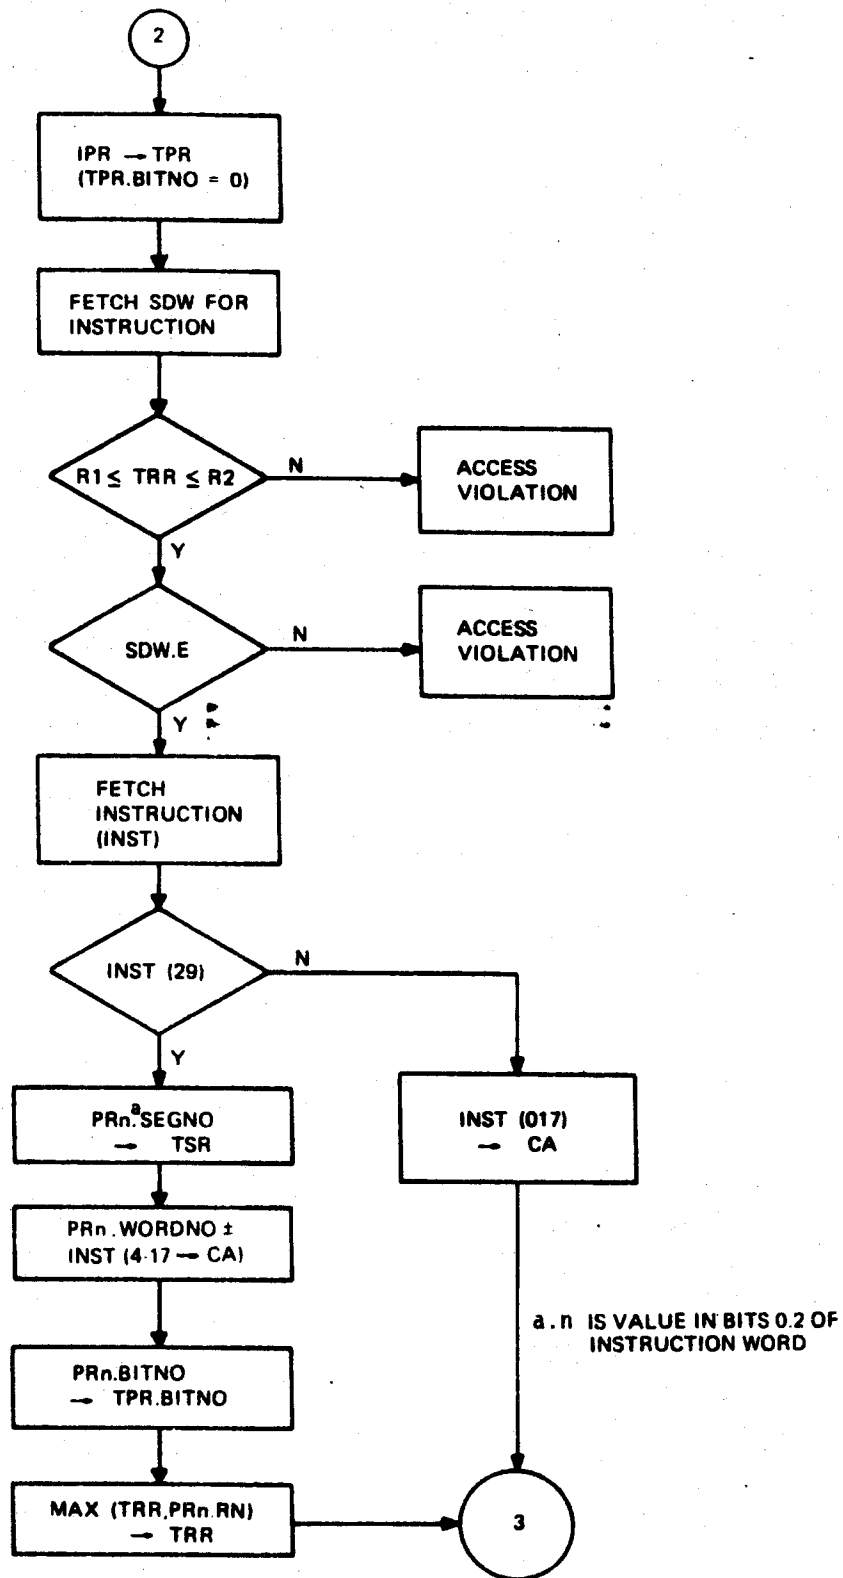 2
IPR → TPR
(TPR.BITNO = 0)
FETCH SDW FOR
INSTRUCTION
R1 ≤ TRR ≤ R2
N
ACCESS
VIOLATION
Y
SDW.E
N
ACCESS
VIOLATION
Y
FETCH
INSTRUCTION
(INST)
INST (29)
N
Y
PRn.ᵃSEGNO
→ TSR
INST (017)
→ CA
PRn.WORDNO ±
INST (4-17 → CA)
a.n IS VALUE IN BITS 0.2 OF
INSTRUCTION WORD
PRn.BITNO
→ TPR.BITNO
MAX (TRR,PRn.RN)
→ TRR
3